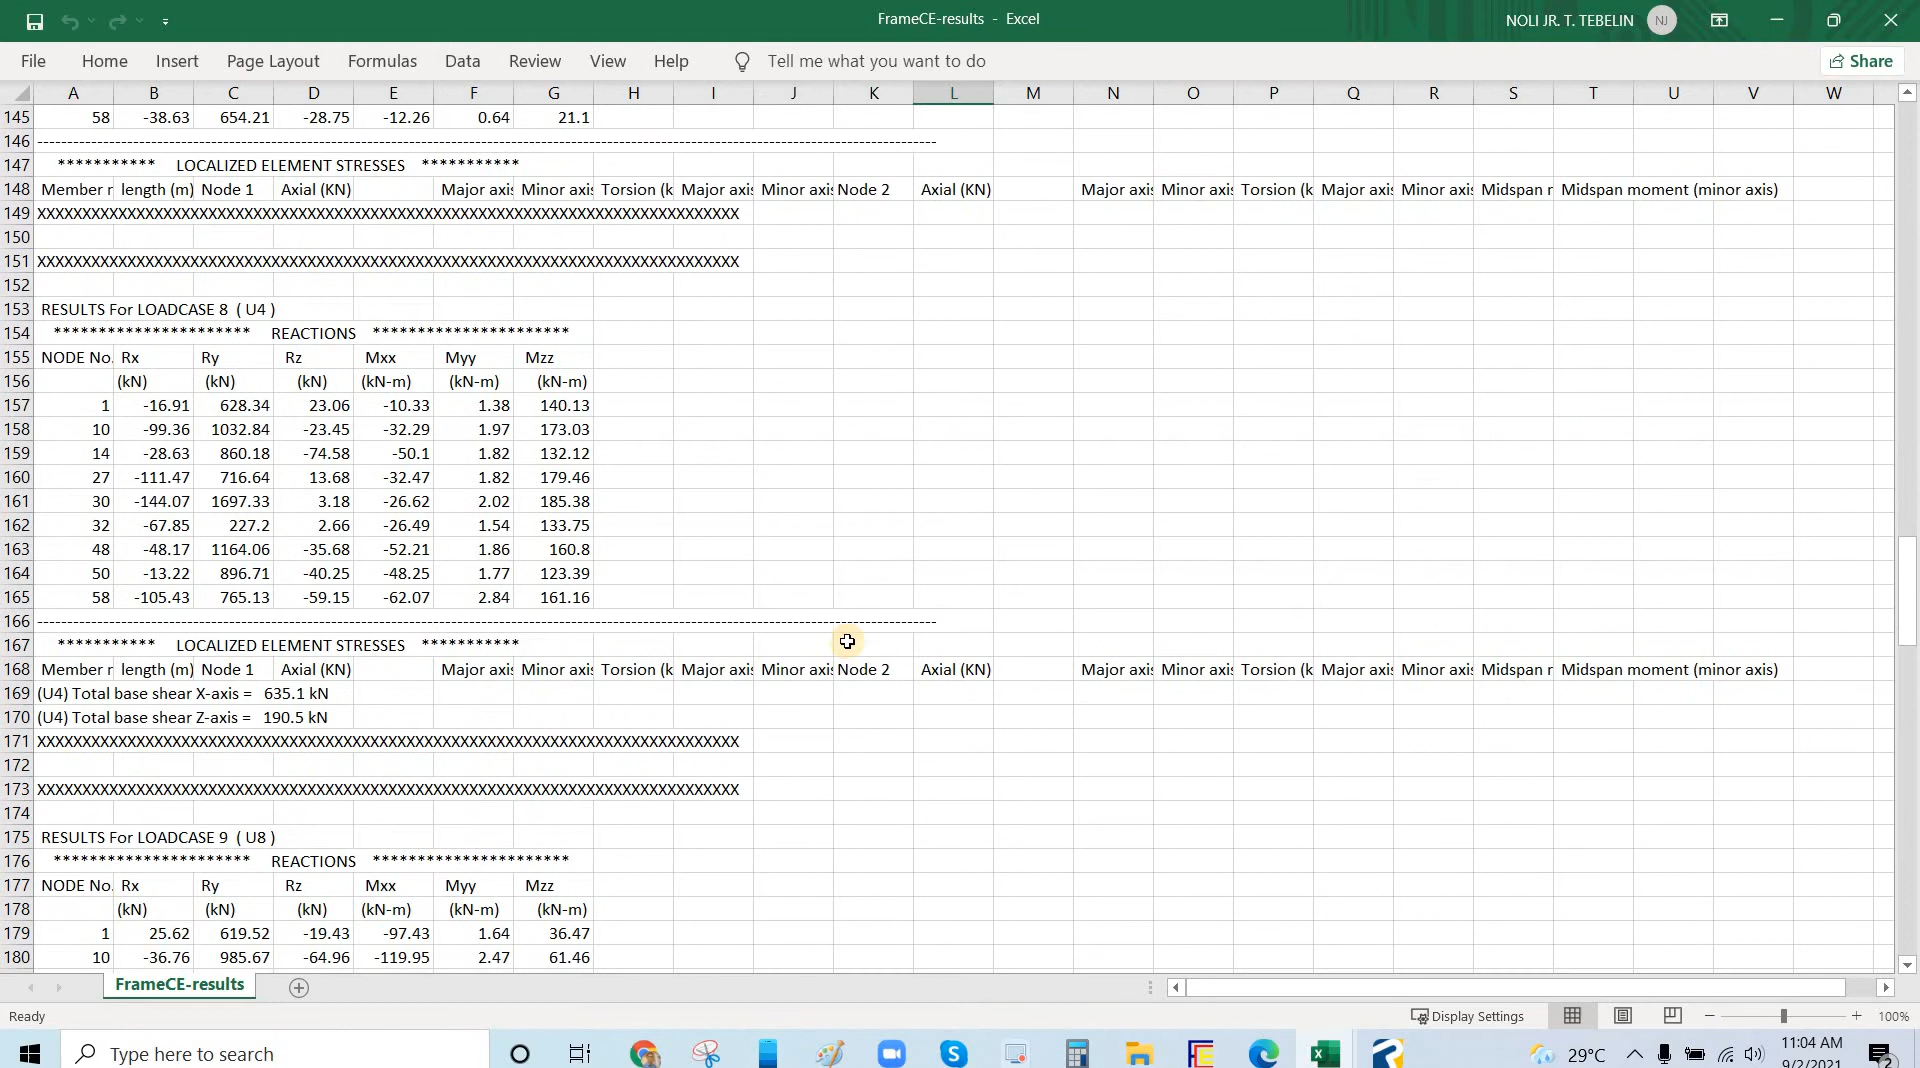 FrameCE-results - Excel
NOLI JR. T. TEBELIN NJ
File Home Insert Page Layout Formulas Data Review View Help Tell me what you want to do Share
A B C D E F G H I J K L M N O P Q R S T U V W
145 58 -38.63 654.21 -28.75 -12.26 0.64 21.1
146 ----------------------------------------------------------------
147 *********** LOCALIZED ELEMENT STRESSES ***********
148 Member r length (m) Node 1 Axial (KN) Major axis Minor axis Torsion (k Major axis Minor axis Node 2 Axial (KN) Major axis Minor axis Torsion (k Major axis Minor axis Midspan r Midspan moment (minor axis)
149 XXXXXXXXXXXXXXXXXXXXXXXXXXXXXXXXXXXXXXXXXXXXXXXXXXXXXXXXXXXXXXXXXXXXXXXXXXXXXX
150
151 XXXXXXXXXXXXXXXXXXXXXXXXXXXXXXXXXXXXXXXXXXXXXXXXXXXXXXXXXXXXXXXXXXXXXXXXXXXXXX
152
153 RESULTS For LOADCASE 8 ( U4 )
154 ********************** REACTIONS **********************
155 NODE No. Rx Ry Rz Mxx Myy Mzz
156 (kN) (kN) (kN) (kN-m) (kN-m) (kN-m)
157 1 -16.91 628.34 23.06 -10.33 1.38 140.13
158 10 -99.36 1032.84 -23.45 -32.29 1.97 173.03
159 14 -28.63 860.18 -74.58 -50.1 1.82 132.12
160 27 -111.47 716.64 13.68 -32.47 1.82 179.46
161 30 -144.07 1697.33 3.18 -26.62 2.02 185.38
162 32 -67.85 227.2 2.66 -26.49 1.54 133.75
163 48 -48.17 1164.06 -35.68 -52.21 1.86 160.8
164 50 -13.22 896.71 -40.25 -48.25 1.77 123.39
165 58 -105.43 765.13 -59.15 -62.07 2.84 161.16
166 ----------------------------------------------------------------
167 *********** LOCALIZED ELEMENT STRESSES ***********
168 Member r length (m) Node 1 Axial (KN) Major axis Minor axis Torsion (k Major axis Minor axis Node 2 Axial (KN) Major axis Minor axis Torsion (k Major axis Minor axis Midspan r Midspan moment (minor axis)
169 (U4) Total base shear X-axis = 635.1 kN
170 (U4) Total base shear Z-axis = 190.5 kN
171 XXXXXXXXXXXXXXXXXXXXXXXXXXXXXXXXXXXXXXXXXXXXXXXXXXXXXXXXXXXXXXXXXXXXXXXXXXXXXX
172
173 XXXXXXXXXXXXXXXXXXXXXXXXXXXXXXXXXXXXXXXXXXXXXXXXXXXXXXXXXXXXXXXXXXXXXXXXXXXXXX
174
175 RESULTS For LOADCASE 9 ( U8 )
176 ********************** REACTIONS **********************
177 NODE No. Rx Ry Rz Mxx Myy Mzz
178 (kN) (kN) (kN) (kN-m) (kN-m) (kN-m)
179 1 25.62 619.52 -19.43 -97.43 1.64 36.47
180 10 -36.76 985.67 -64.96 -119.95 2.47 61.46
FrameCE-results
Ready Display Settings 100%
Type here to search 29°C 11:04 AM
9/2/2021 2